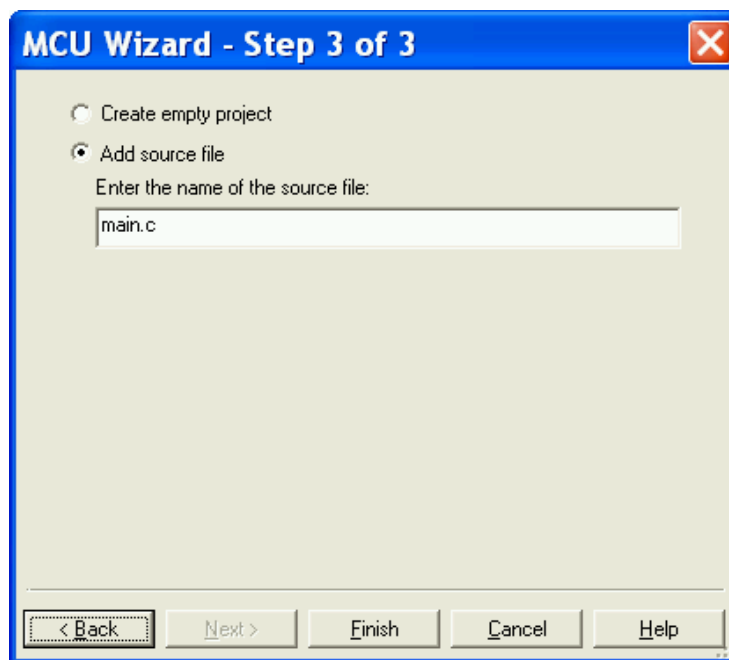 MCU Wizard - Step 3 of 3
Create empty project
Add source file
Enter the name of the source file:
main.c
< Back Next > Finish Cancel Help